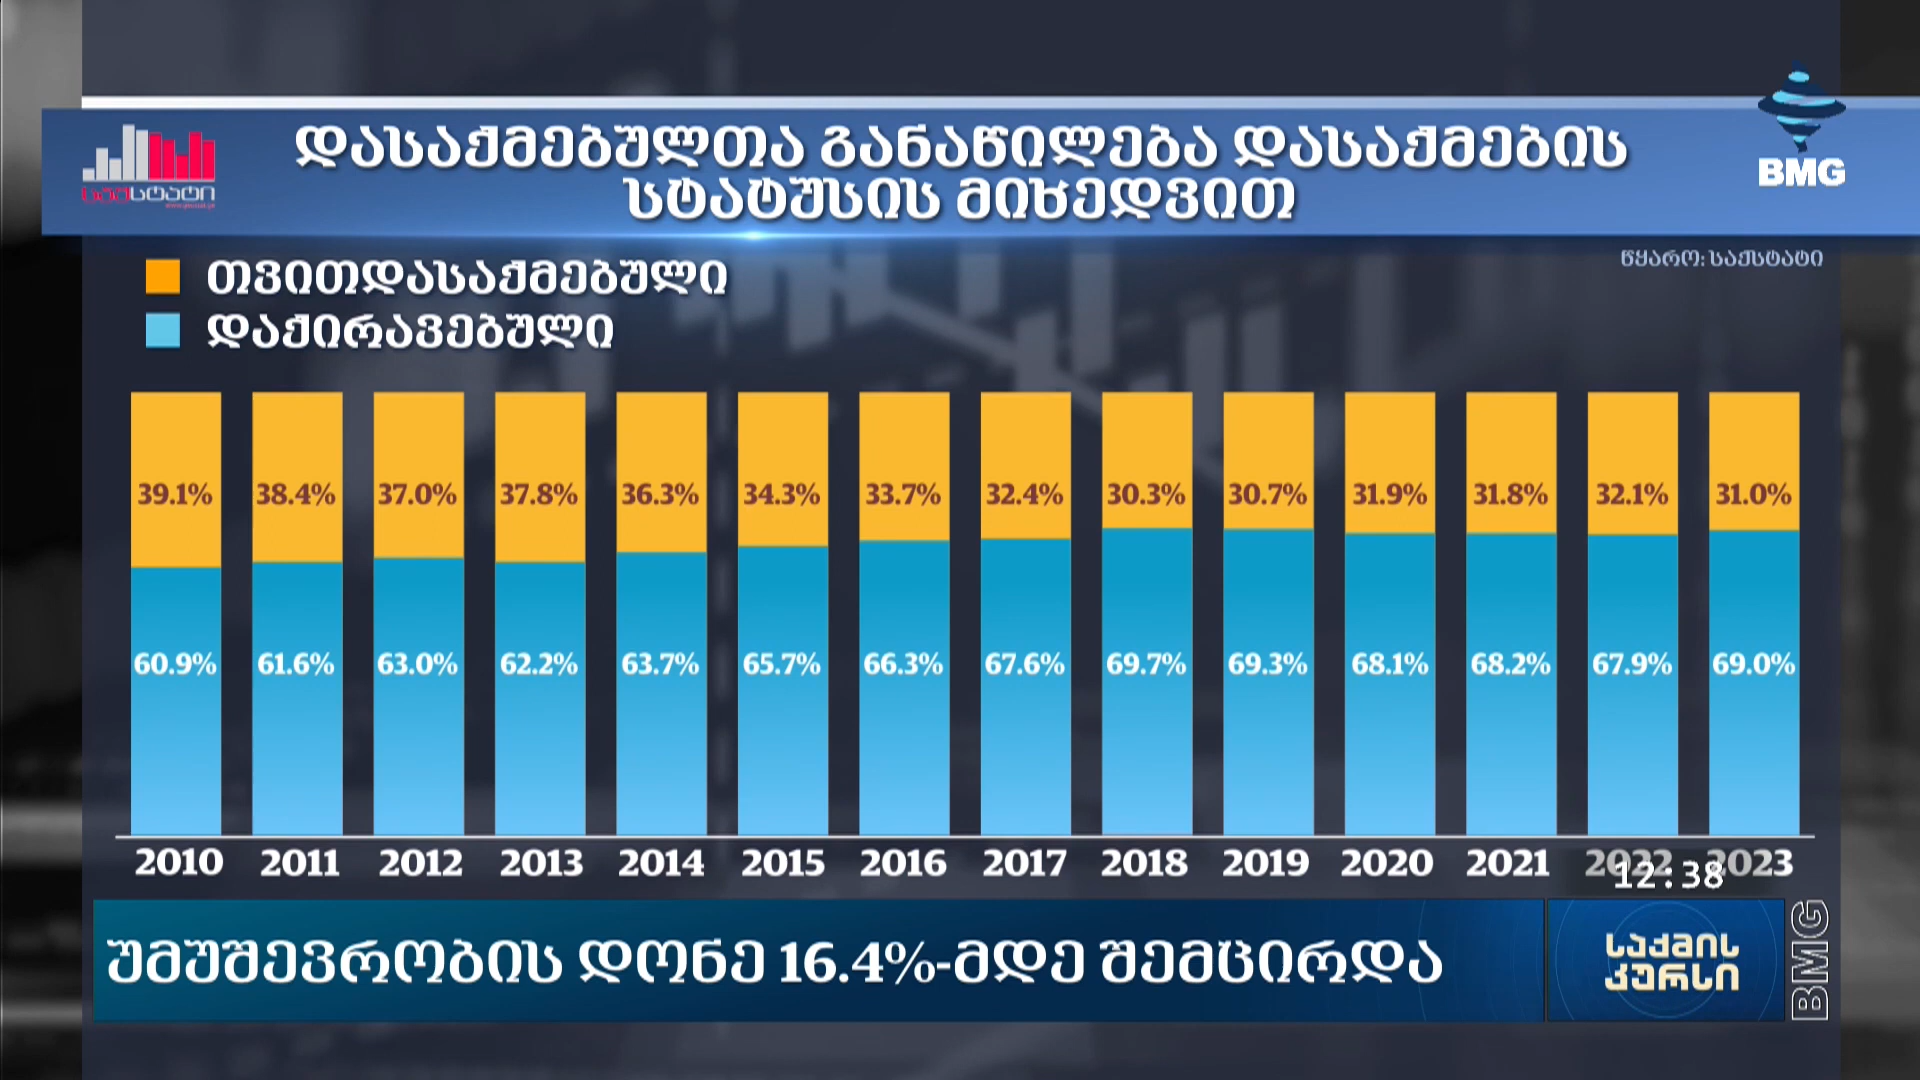 დასაქმებულთა განაწილება დასაქმების
სტატუსის მიხედვით
საქსტატი
BMG
წყარო: საქსტატი
თვითდასაქმებული
დაქირავებული
39.1% 38.4% 37.0% 37.8% 36.3% 34.3% 33.7% 32.4% 30.3% 30.7% 31.9% 31.8% 32.1% 31.0%
60.9% 61.6% 63.0% 62.2% 63.7% 65.7% 66.3% 67.6% 69.7% 69.3% 68.1% 68.2% 67.9% 69.0%
2010 2011 2012 2013 2014 2015 2016 2017 2018 2019 2020 2021 2022 2023
12:38
უმუშევრობის დონე 16.4%-მდე შემცირდა
საქმის
კურსი
BMG